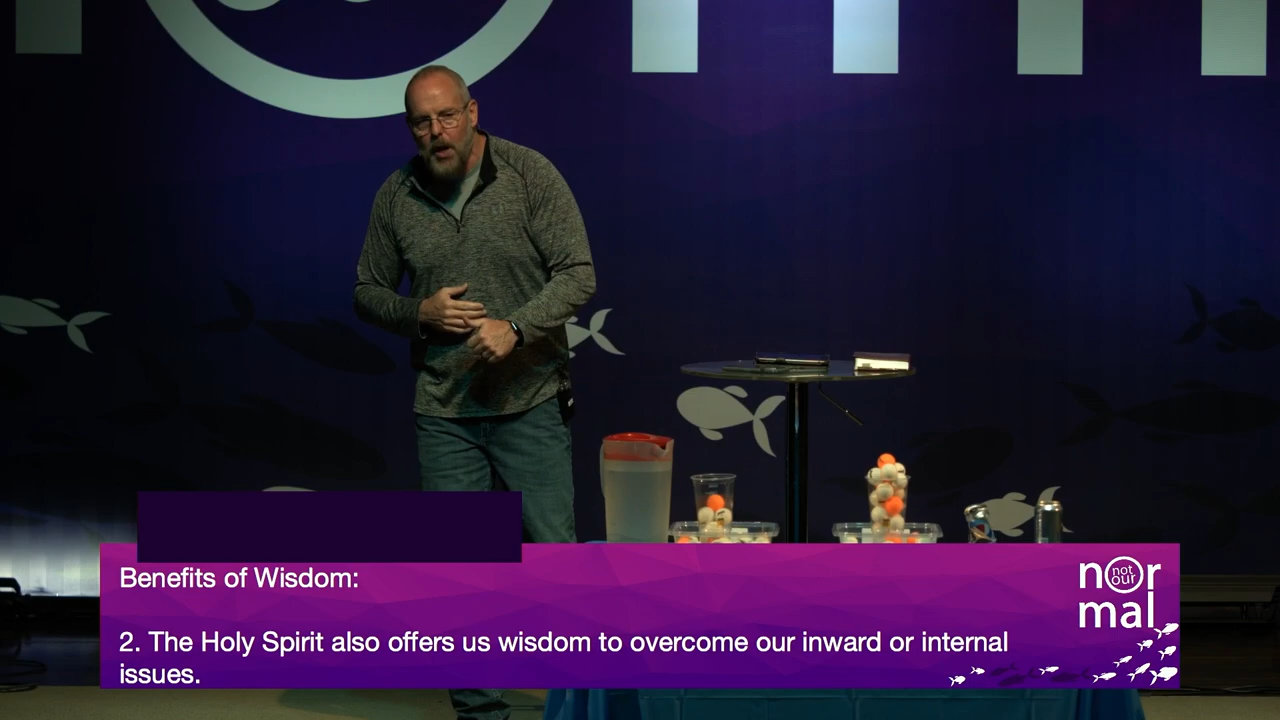 Benefits of Wisdom:
2. The Holy Spirit also offers us wisdom to overcome our inward or internal
issues.
normal
not
our